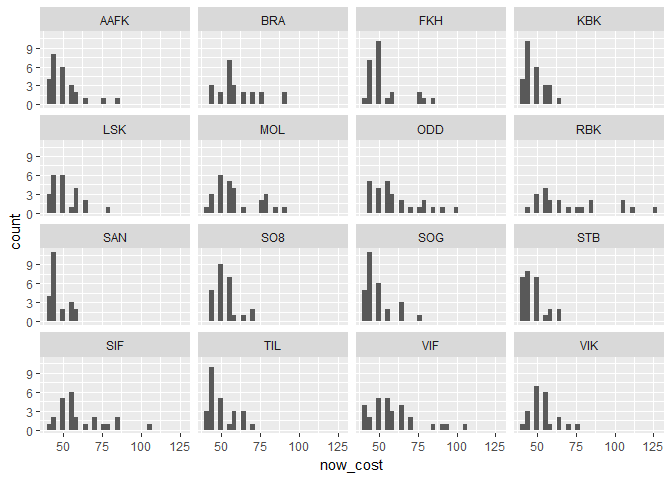 AAFK BRA FKH KBK
9
6
3
0
LSK MOL ODD RBK
9
6
3
0
count
SAN SO8 SOG STB
9
6
3
0
SIF TIL VIF VIK
9
6
3
0
50 75 100 125 50 75 100 125 50 75 100 125 50 75 100 125
now_cost